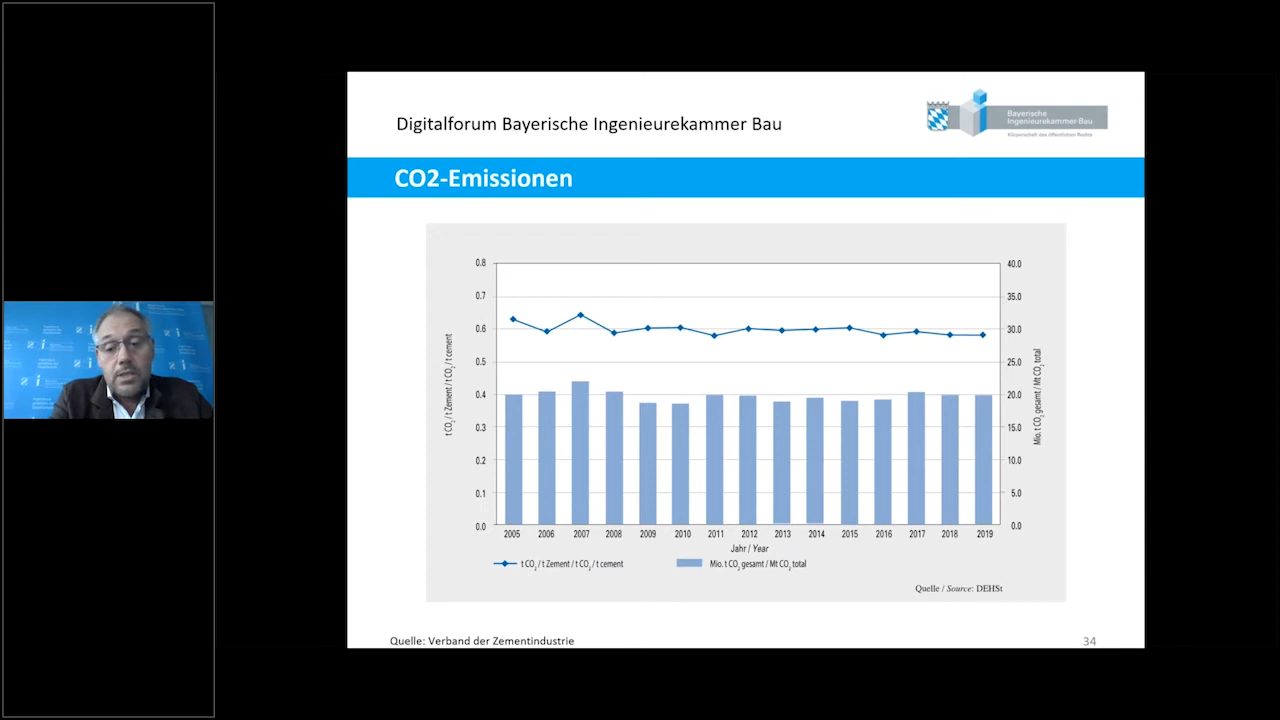 Digitalforum Bayerische Ingenieurekammer Bau
Bayerische
Ingenieurekammer-Bau
Körperschaft des öffentlichen Rechts
CO2-Emissionen
0.8
0.7
0.6
0.5
0.4
0.3
0.2
0.1
0.0
t CO₂ / t Zement / t CO₂ / t cement
40.0
35.0
30.0
25.0
20.0
15.0
10.0
5.0
0.0
Mio. t CO₂ gesamt / Mt CO₂ total
2005 2006 2007 2008 2009 2010 2011 2012 2013 2014 2015 2016 2017 2018 2019
Jahr / Year
t CO₂ / t Zement / t CO₂ / t cement
Mio. t CO₂ gesamt / Mt CO₂ total
Quelle / Source: DEHSt
Quelle: Verband der Zementindustrie
34